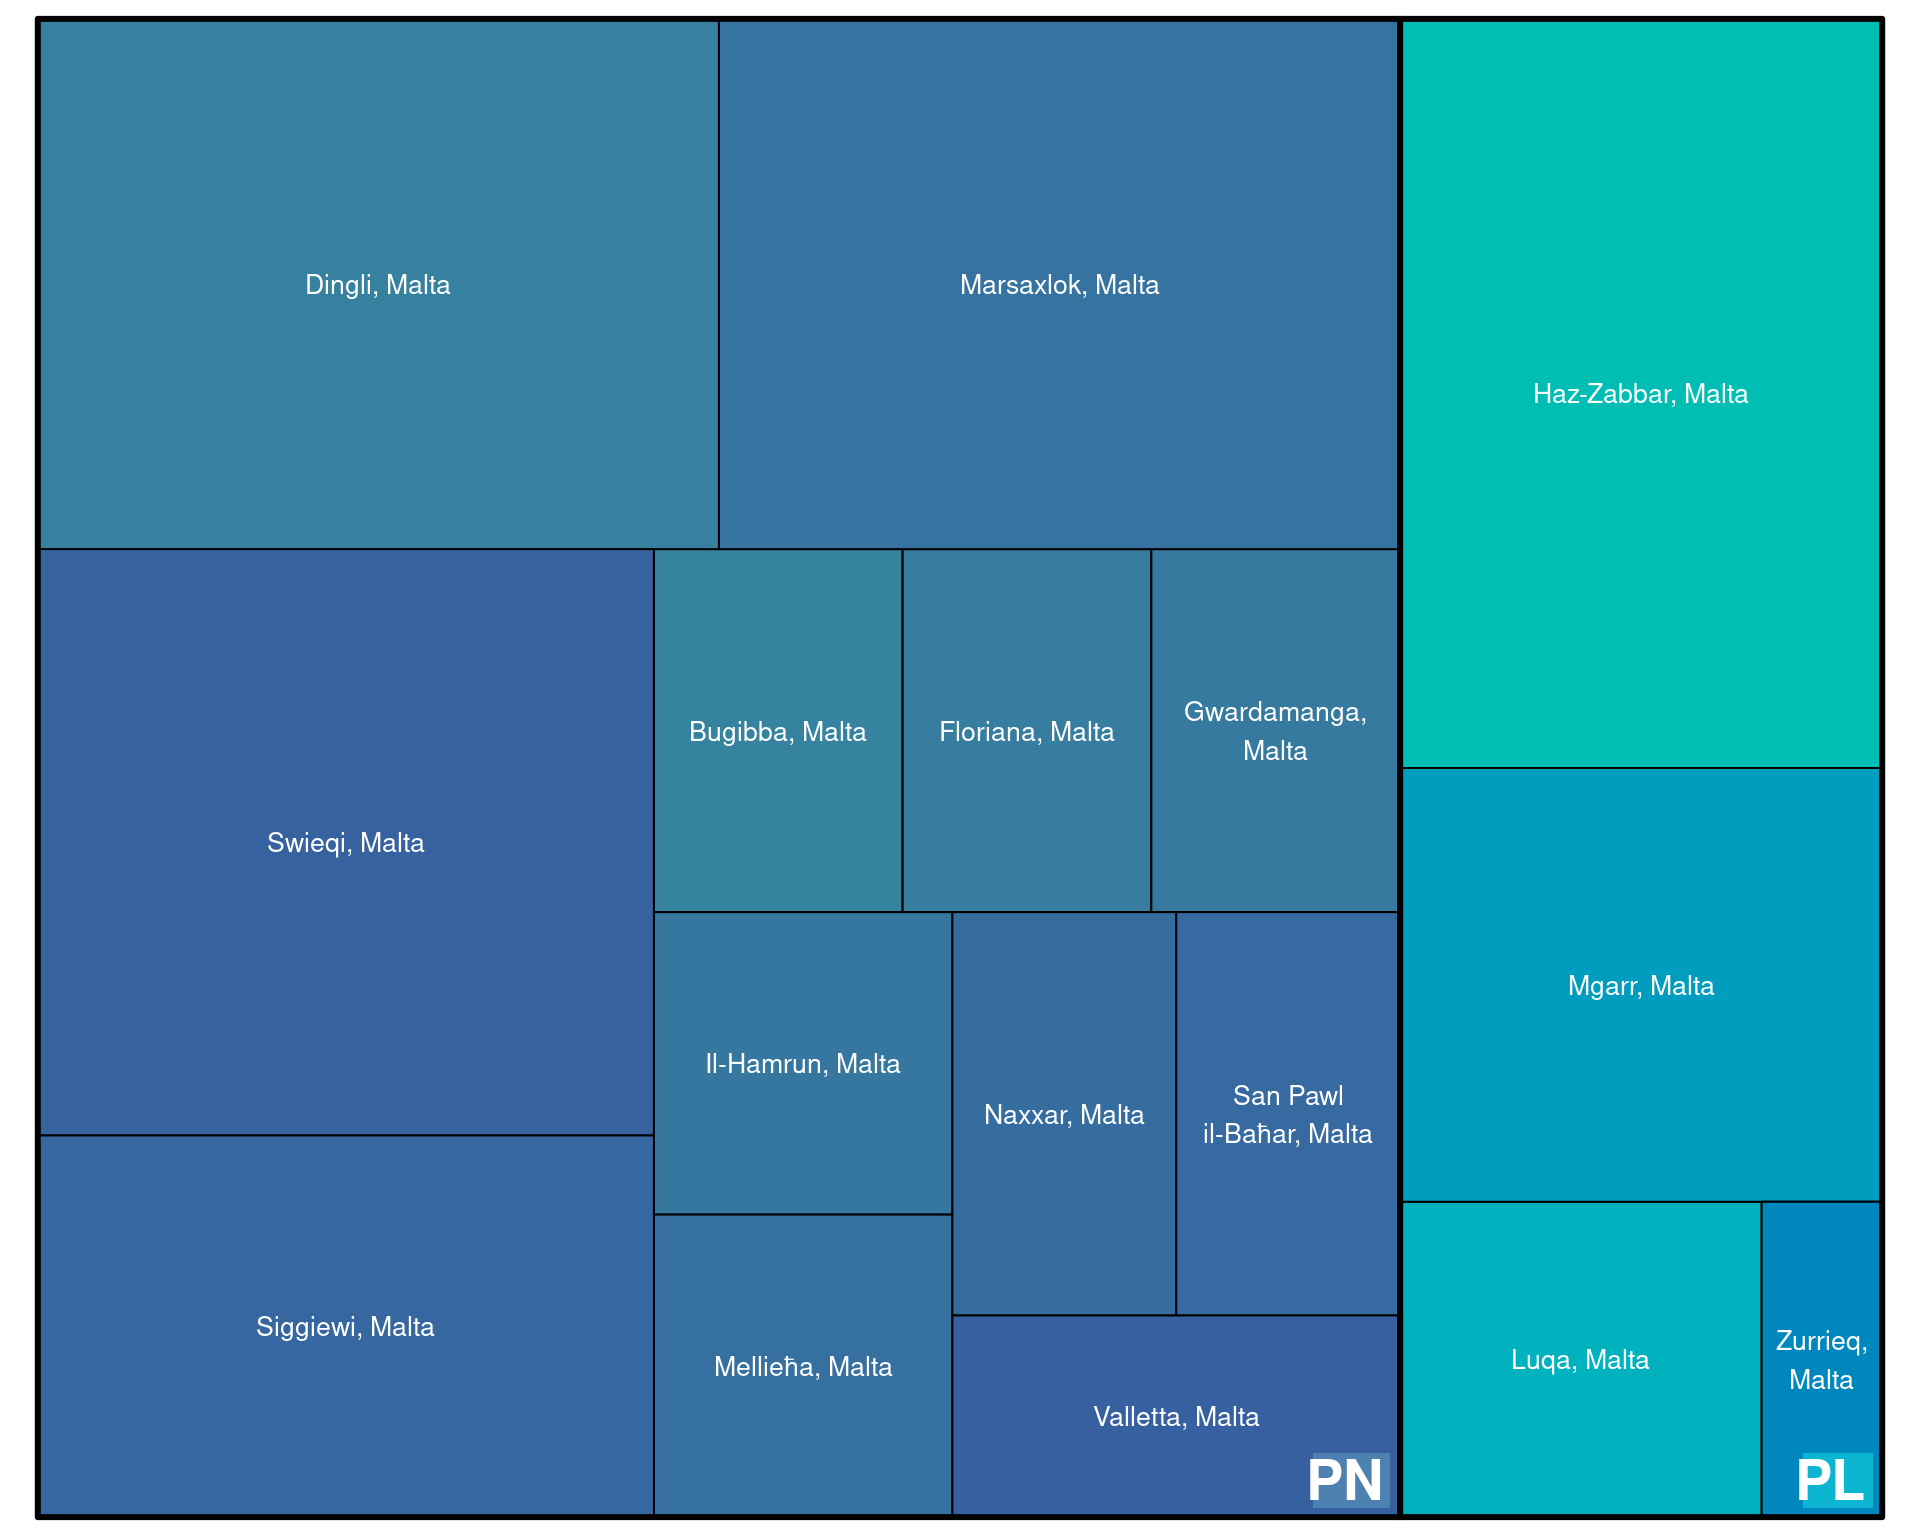 Dingli, Malta
Marsaxlok, Malta
Haz-Zabbar, Malta
Swieqi, Malta
Bugibba, Malta
Floriana, Malta
Gwardamanga,
Malta
Mgarr, Malta
Il-Hamrun, Malta
Naxxar, Malta
San Pawl
il-Baħar, Malta
Siggiewi, Malta
Mellieħa, Malta
Valletta, Malta
PN
Luqa, Malta
Zurrieq,
Malta
PL